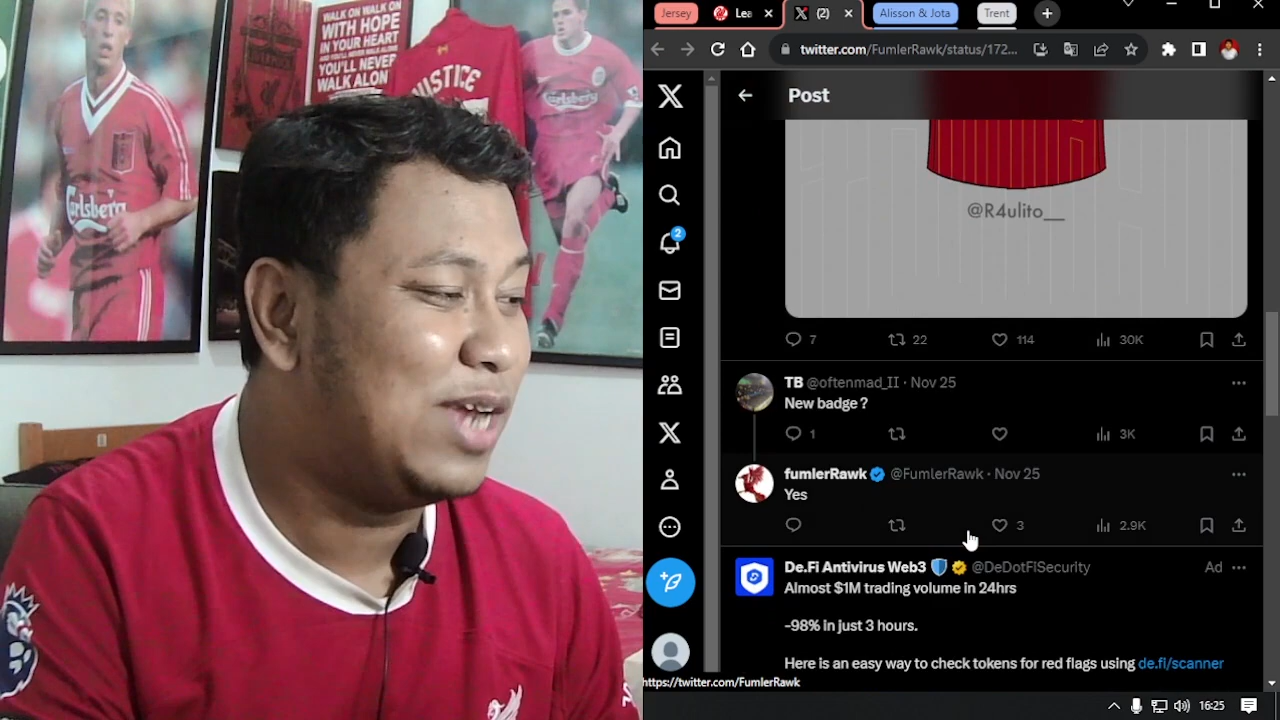 WALK ON WALK ON
WITH HOPE
IN YOUR HEART
YOU'LL NEVER
WALK ALON
JUSTICE
Carlsberg
Carlsberg
Jersey
Lea
(2)
Alisson & Jota
Trent
twitter.com/FumlerRawk/status/172...
Post
@R4ulito__
2
7
22
114
30K
TB @oftenmad_II · Nov 25
New badge ?
1
3K
fumlerRawk @FumlerRawk · Nov 25
Yes
3
2.9K
De.Fi Antivirus Web3 @DeDotFiSecurity
Ad
Almost $1M trading volume in 24hrs
-98% in just 3 hours.
Here is an easy way to check tokens for red flags using de.fi/scanner
https://twitter.com/FumlerRawk
16:25